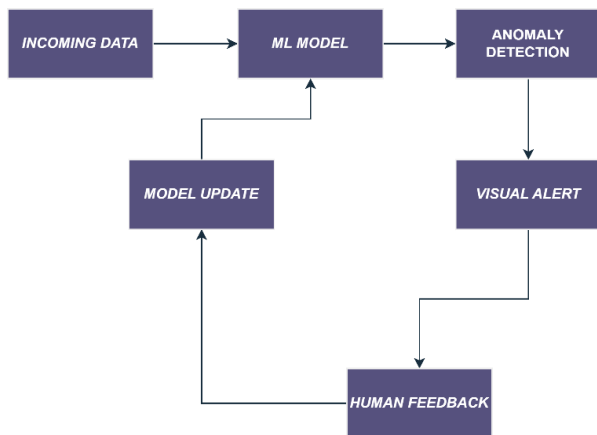 INCOMING DATA
ML MODEL
ANOMALY
DETECTION
MODEL UPDATE
VISUAL ALERT
HUMAN FEEDBACK